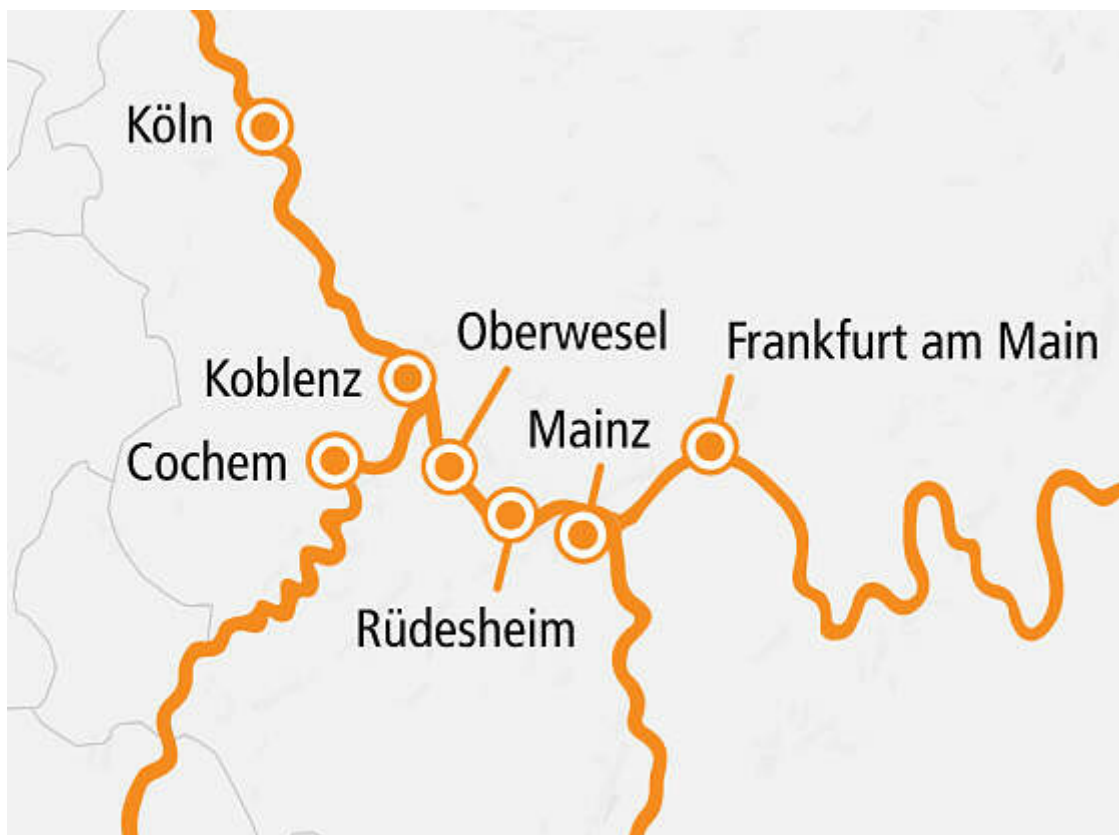 Köln
Oberwesel
Frankfurt am Main
Koblenz
Mainz
Cochem
Rüdesheim